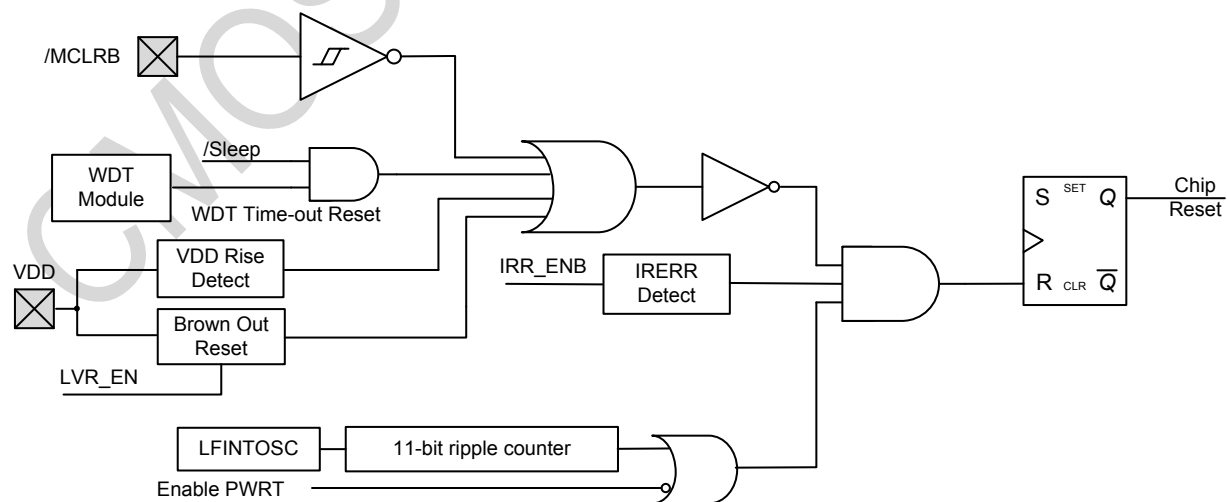 /MCLRB
/Sleep
WDT
Module
WDT Time-out Reset
VDD
VDD Rise
Detect
Brown Out
Reset
LVR_EN
IRR_ENB
IRERR
Detect
S SET Q
R CLR Q
Chip
Reset
LFINTOSC
11-bit ripple counter
Enable PWRT
CMOS